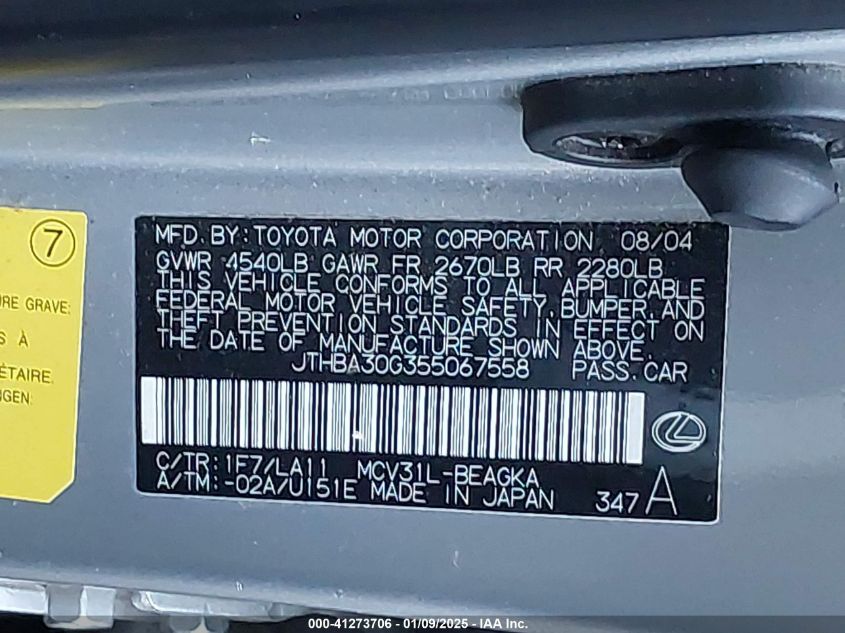 7
URE GRAVE:
S À
ÉTAIRE.
NGEN:
MFD. BY: TOYOTA MOTOR CORPORATION 08/04
GVWR 4540LB GAWR FR 2670LB RR 2280LB
THIS VEHICLE CONFORMS TO ALL APPLICABLE
FEDERAL MOTOR VEHICLE SAFETY, BUMPER, AND
THEFT PREVENTION STANDARDS IN EFFECT ON
THE DATE OF MANUFACTURE SHOWN ABOVE.
JTHBA30G355067558 PASS. CAR
C/TR: 1F7/LA11 MCV31L-BEAGKA
A/TM: -02A/U151E MADE IN JAPAN 347 A
000-41273706 - 01/09/2025 - IAA Inc.